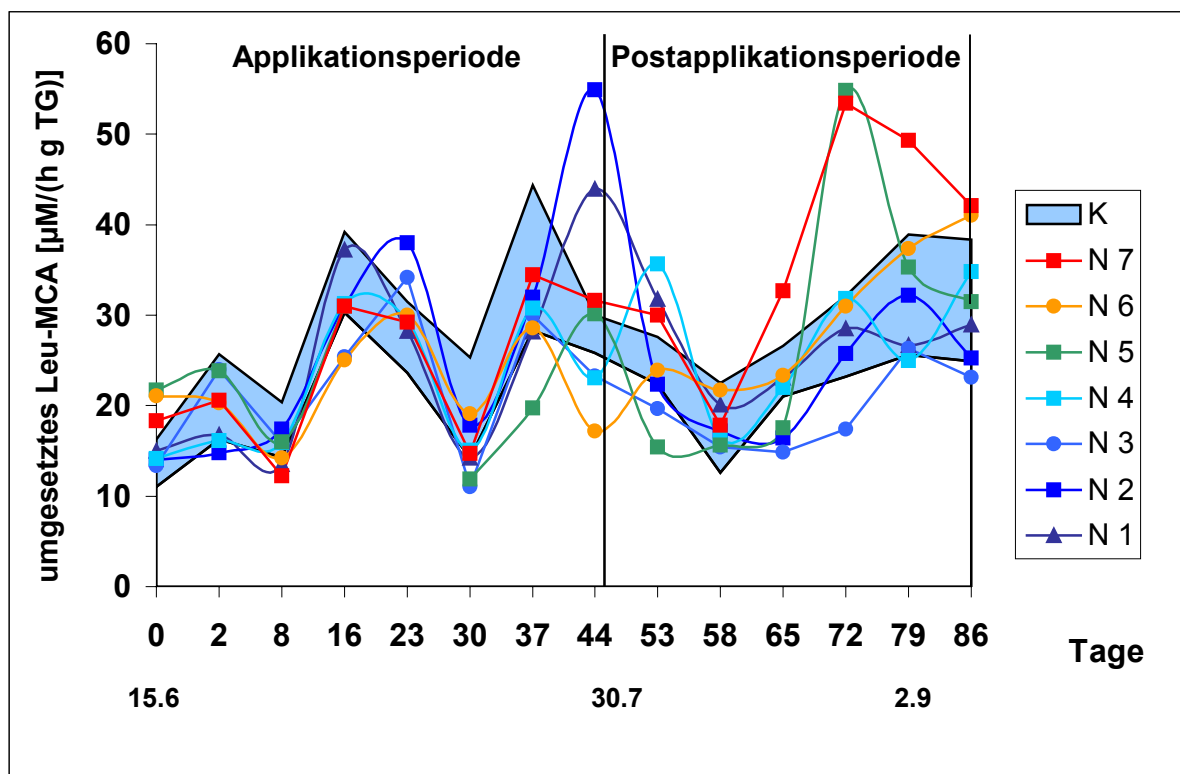 Applikationsperiode
Postapplikationsperiode
umgesetztes Leu-MCA [µM/(h g TG)]
60
50
40
30
20
10
0
0 2 8 16 23 30 37 44 53 58 65 72 79 86
Tage
15.6 30.7 2.9
K
N 7
N 6
N 5
N 4
N 3
N 2
N 1